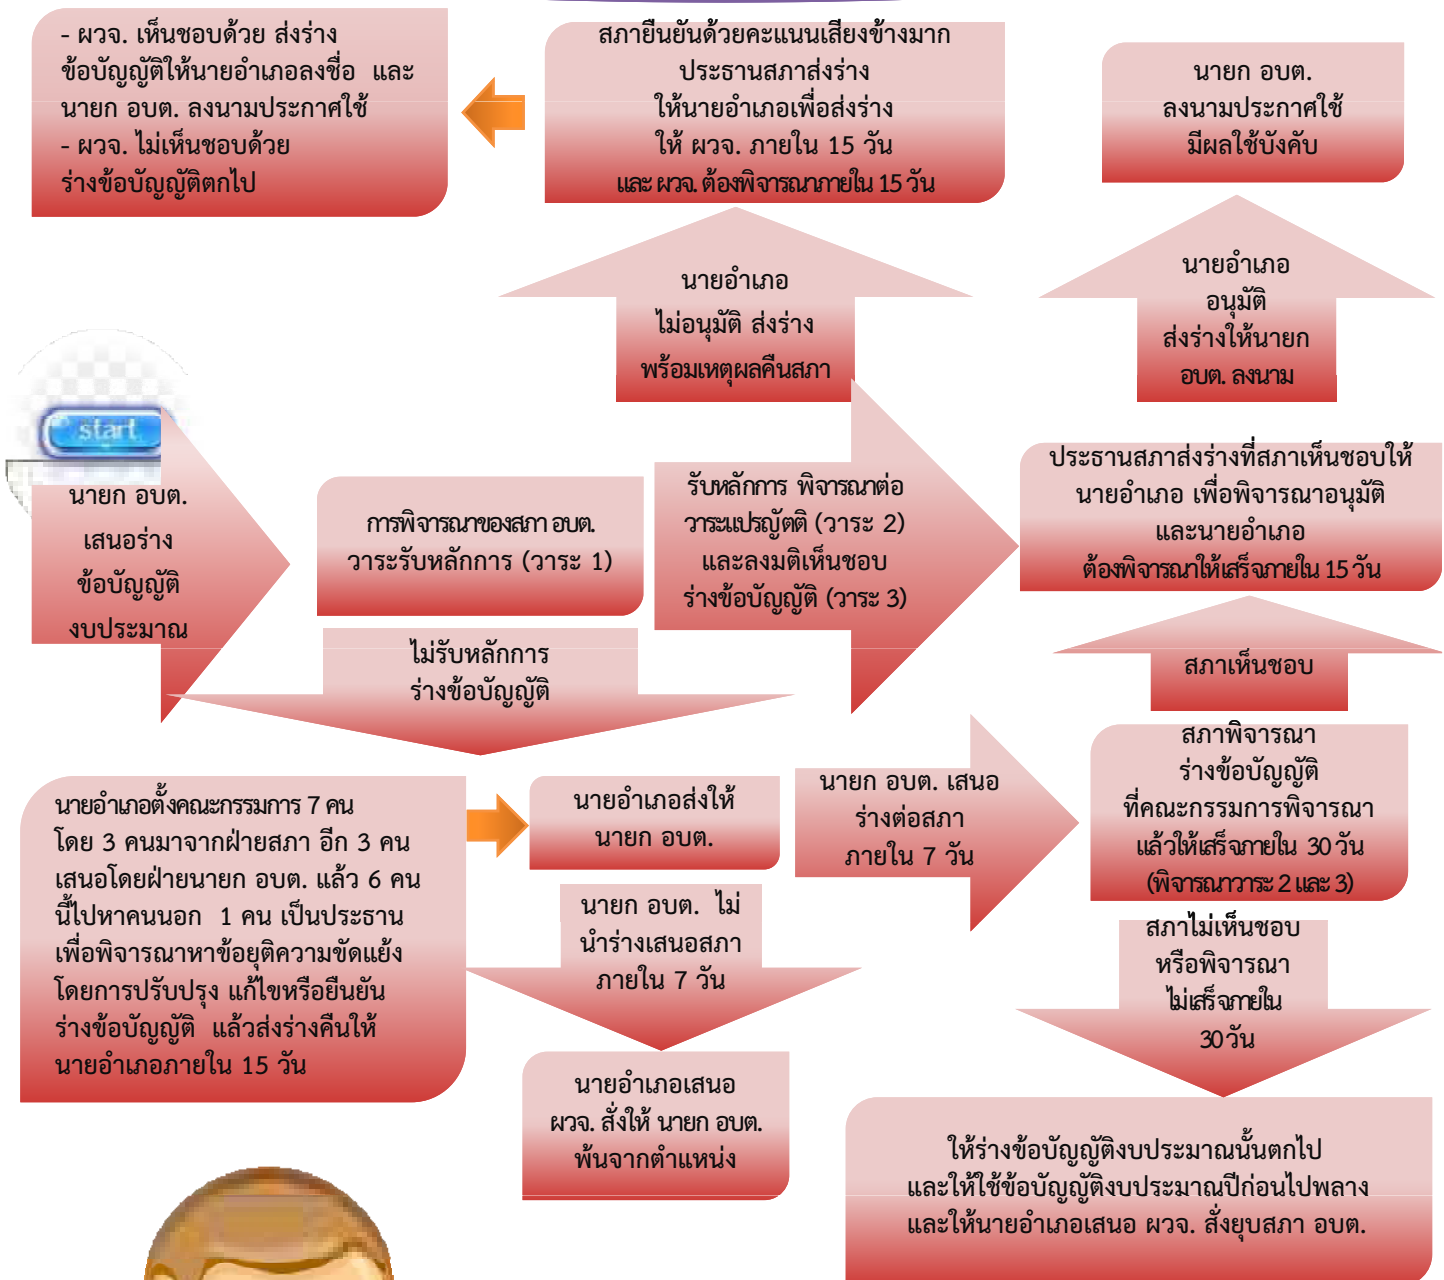 - ผวจ. เห็นชอบด้วย ส่งร่าง
ข้อบัญญัติให้นายอำเภอลงชื่อ และ
นายก อบต. ลงนามประกาศใช้
- ผวจ. ไม่เห็นชอบด้วย
ร่างข้อบัญญัติตกไป
สภายืนยันด้วยคะแนนเสียงข้างมาก
ประธานสภาส่งร่าง
ให้นายอำเภอเพื่อส่งร่าง
ให้ ผวจ. ภายใน 15 วัน
และ ผวจ. ต้องพิจารณาภายใน 15 วัน
นายก อบต.
ลงนามประกาศใช้
มีผลใช้บังคับ
นายอำเภอ
ไม่อนุมัติ ส่งร่าง
พร้อมเหตุผลคืนสภา
นายอำเภอ
อนุมัติ
ส่งร่างให้นายก
อบต. ลงนาม
start
นายก อบต.
เสนอร่าง
ข้อบัญญัติ
งบประมาณ
การพิจารณาของสภา อบต.
วาระรับหลักการ (วาระ 1)
รับหลักการ พิจารณาต่อ
วาระแปรญัตติ (วาระ 2)
และลงมติเห็นชอบ
ร่างข้อบัญญัติ (วาระ 3)
ประธานสภาส่งร่างที่สภาเห็นชอบให้
นายอำเภอ เพื่อพิจารณาอนุมัติ
และนายอำเภอ
ต้องพิจารณาให้เสร็จภายใน 15 วัน
ไม่รับหลักการ
ร่างข้อบัญญัติ
สภาเห็นชอบ
นายอำเภอตั้งคณะกรรมการ 7 คน
โดย 3 คนมาจากฝ่ายสภา อีก 3 คน
เสนอโดยฝ่ายนายก อบต. แล้ว 6 คน
นี้ไปหาคนนอก 1 คน เป็นประธาน
เพื่อพิจารณาหาข้อยุติความขัดแย้ง
โดยการปรับปรุง แก้ไขหรือยืนยัน
ร่างข้อบัญญัติ แล้วส่งร่างคืนให้
นายอำเภอภายใน 15 วัน
นายอำเภอส่งให้
นายก อบต.
นายก อบต. เสนอ
ร่างต่อสภา
ภายใน 7 วัน
สภาพิจารณา
ร่างข้อบัญญัติ
ที่คณะกรรมการพิจารณา
แล้วให้เสร็จภายใน 30 วัน
(พิจารณาวาระ 2 และ 3)
นายก อบต. ไม่
นำร่างเสนอสภา
ภายใน 7 วัน
สภาไม่เห็นชอบ
หรือพิจารณา
ไม่เสร็จภายใน
30 วัน
นายอำเภอเสนอ
ผวจ. สั่งให้ นายก อบต.
พ้นจากตำแหน่ง
ให้ร่างข้อบัญญัติงบประมาณนั้นตกไป
และให้ใช้ข้อบัญญัติงบประมาณปีก่อนไปพลาง
และให้นายอำเภอเสนอ ผวจ. สั่งยุบสภา อบต.